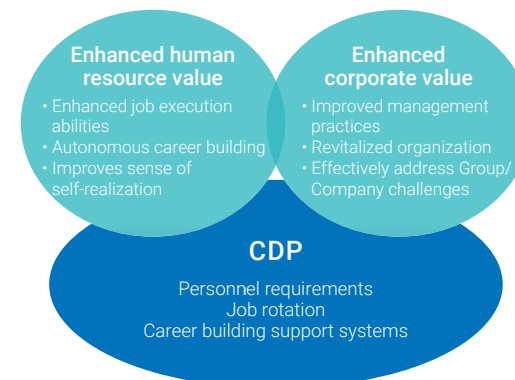 Enhanced human
resource value
• Enhanced job execution
abilities
• Autonomous career building
• Improves sense of
self-realization
Enhanced
corporate value
• Improved management
practices
• Revitalized organization
• Effectively address Group/
Company challenges
CDP
Personnel requirements
Job rotation
Career building support systems